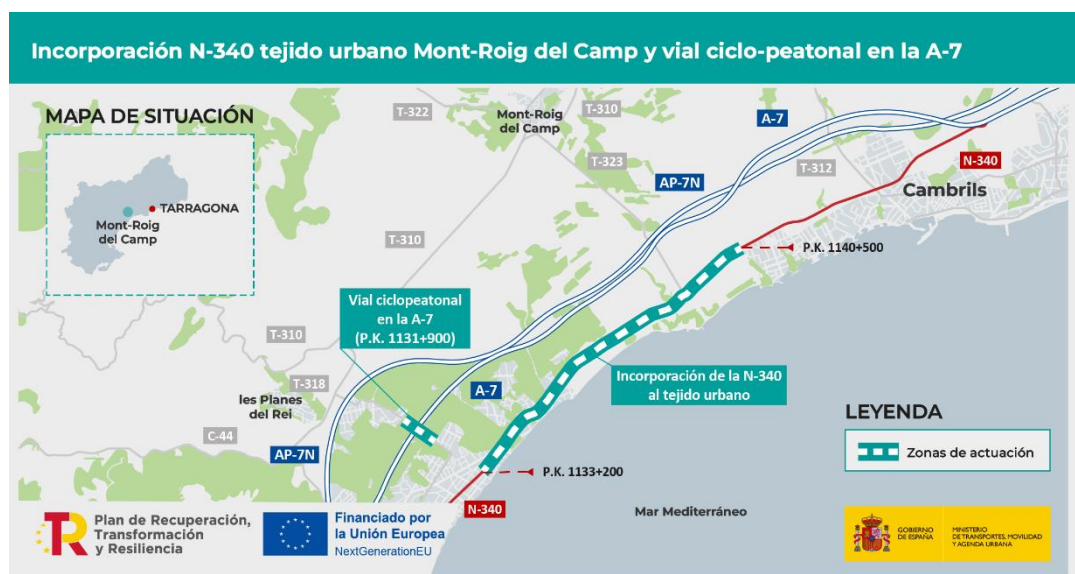 Incorporación N-340 tejido urbano Mont-Roig del Camp y vial ciclo-peatonal en la A-7
MAPA DE SITUACIÓN
TARRAGONA
Mont-Roig
del Camp
T-322
Mont-Roig
del Camp
T-310
A-7
T-323
T-312
N-340
AP-7N
Cambrils
T-310
P.K. 1140+500
Vial ciclopeatonal
en la A-7
(P.K. 1131+900)
T-310
Incorporación de la N-340
al tejido urbano
T-318
A-7
les Planes
del Rei
LEYENDA
C-44
AP-7N
Zonas de actuación
P.K. 1133+200
N-340
Mar Mediterráneo
Plan de Recuperación,
Transformación
y Resiliencia
Financiado por
la Unión Europea
NextGenerationEU
GOBIERNO
DE ESPAÑA
MINISTERIO
DE TRANSPORTES, MOVILIDAD
Y AGENDA URBANA